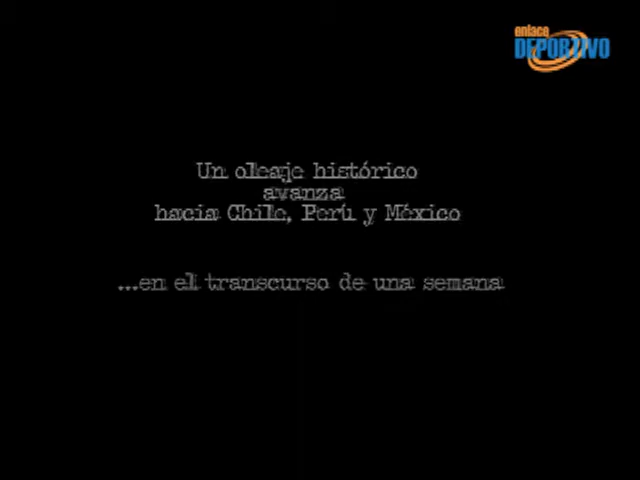 enlace
DEPORTIVO
Un oleaje histórico
avanza
hacia Chile, Perú y México
...en el transcurso de una semana